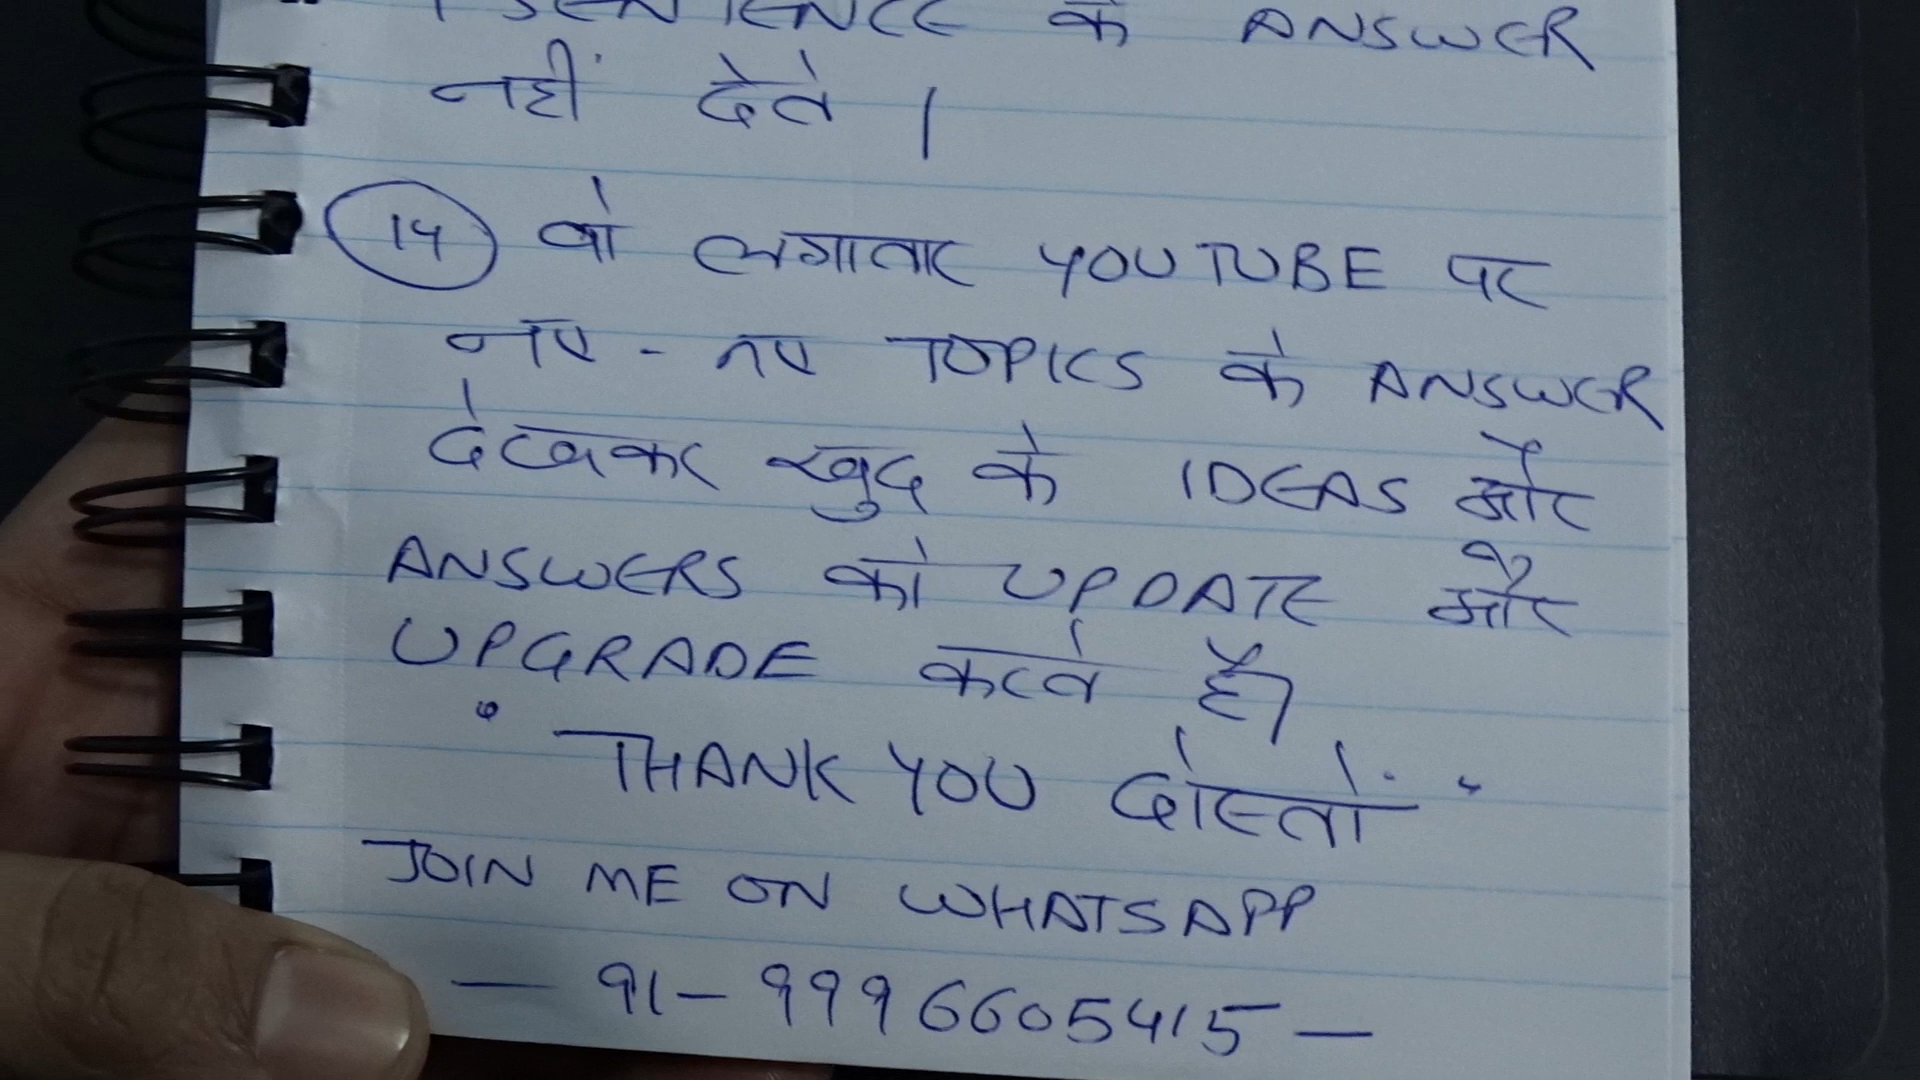 1 SENTENCE के ANSWER
नहीं देते ।
14 वो लगातार YOUTUBE पर
नए - नए TOPICS के ANSWER
देखकर खुद के IDEAS और
ANSWERS को UPDATE और
UPGRADE करते है।
" THANK YOU दोस्तों "
JOIN ME ON WHATSAPP
— 91 - 9996605415 —